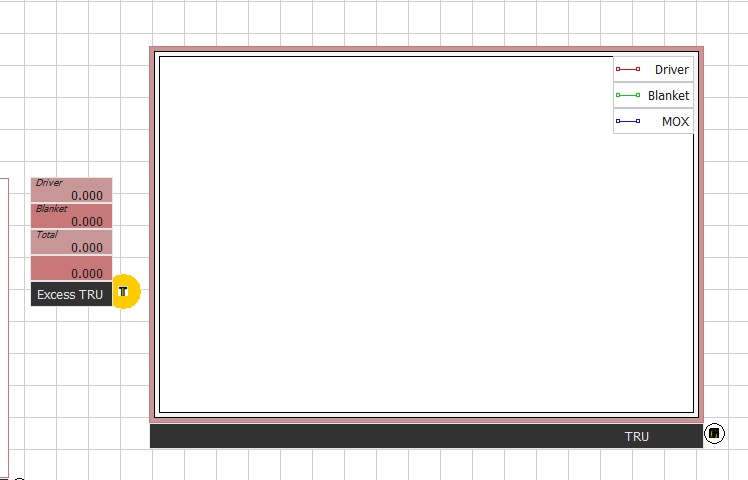 Driver
Blanket
MOX
Driver
0.000
Blanket
0.000
Total
0.000
0.000
Excess TRU
T
TRU